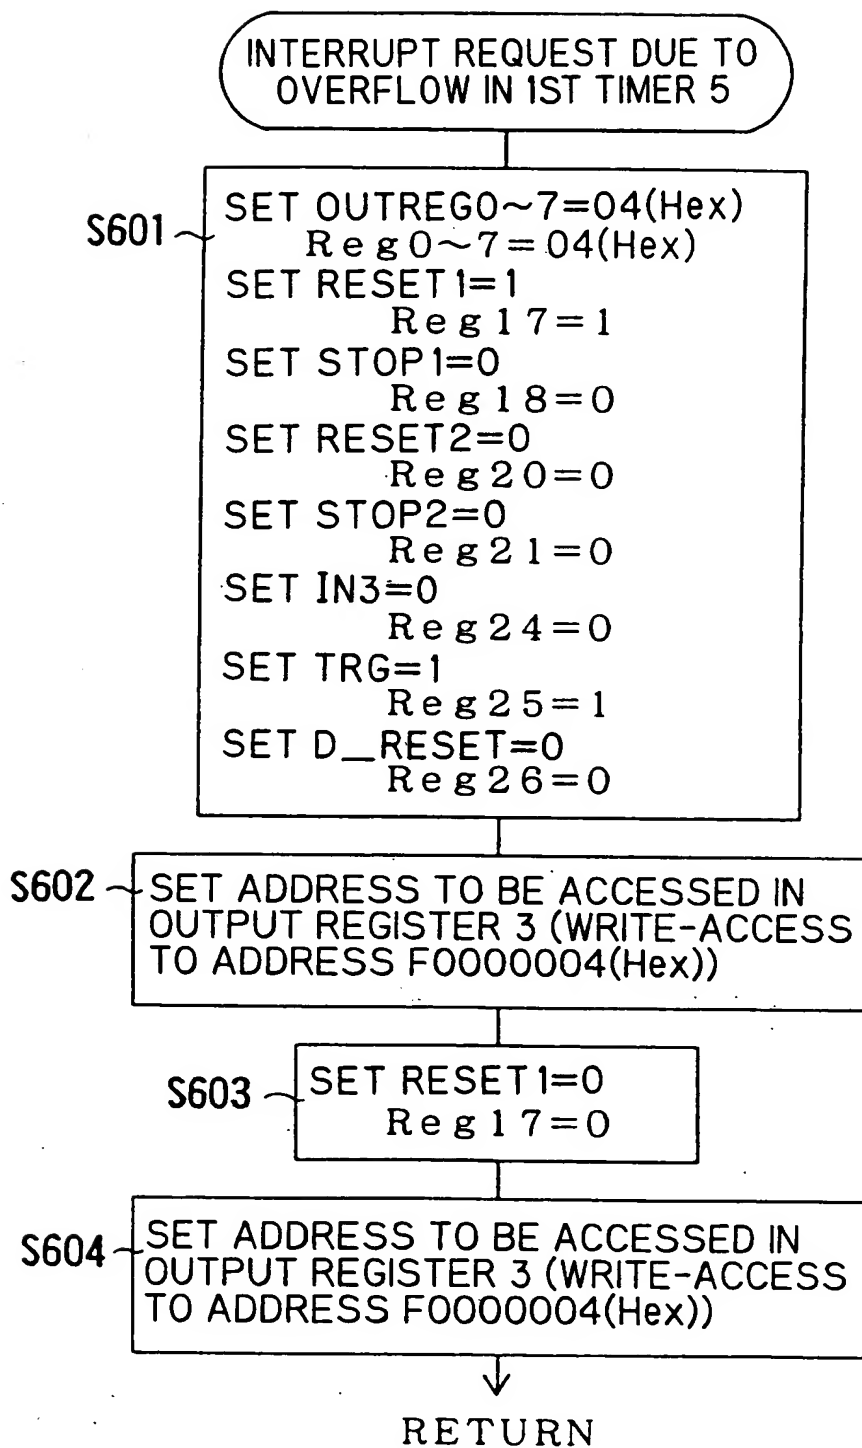 INTERRUPT REQUEST DUE TO
OVERFLOW IN 1ST TIMER 5
S601
SET OUTREG0~7=04(Hex)
Reg0~7=04(Hex)
SET RESET1=1
Reg17=1
SET STOP1=0
Reg18=0
SET RESET2=0
Reg20=0
SET STOP2=0
Reg21=0
SET IN3=0
Reg24=0
SET TRG=1
Reg25=1
SET D_RESET=0
Reg26=0
S602
SET ADDRESS TO BE ACCESSED IN
OUTPUT REGISTER 3 (WRITE-ACCESS
TO ADDRESS F0000004(Hex))
S603
SET RESET1=0
Reg17=0
S604
SET ADDRESS TO BE ACCESSED IN
OUTPUT REGISTER 3 (WRITE-ACCESS
TO ADDRESS F0000004(Hex))
RETURN